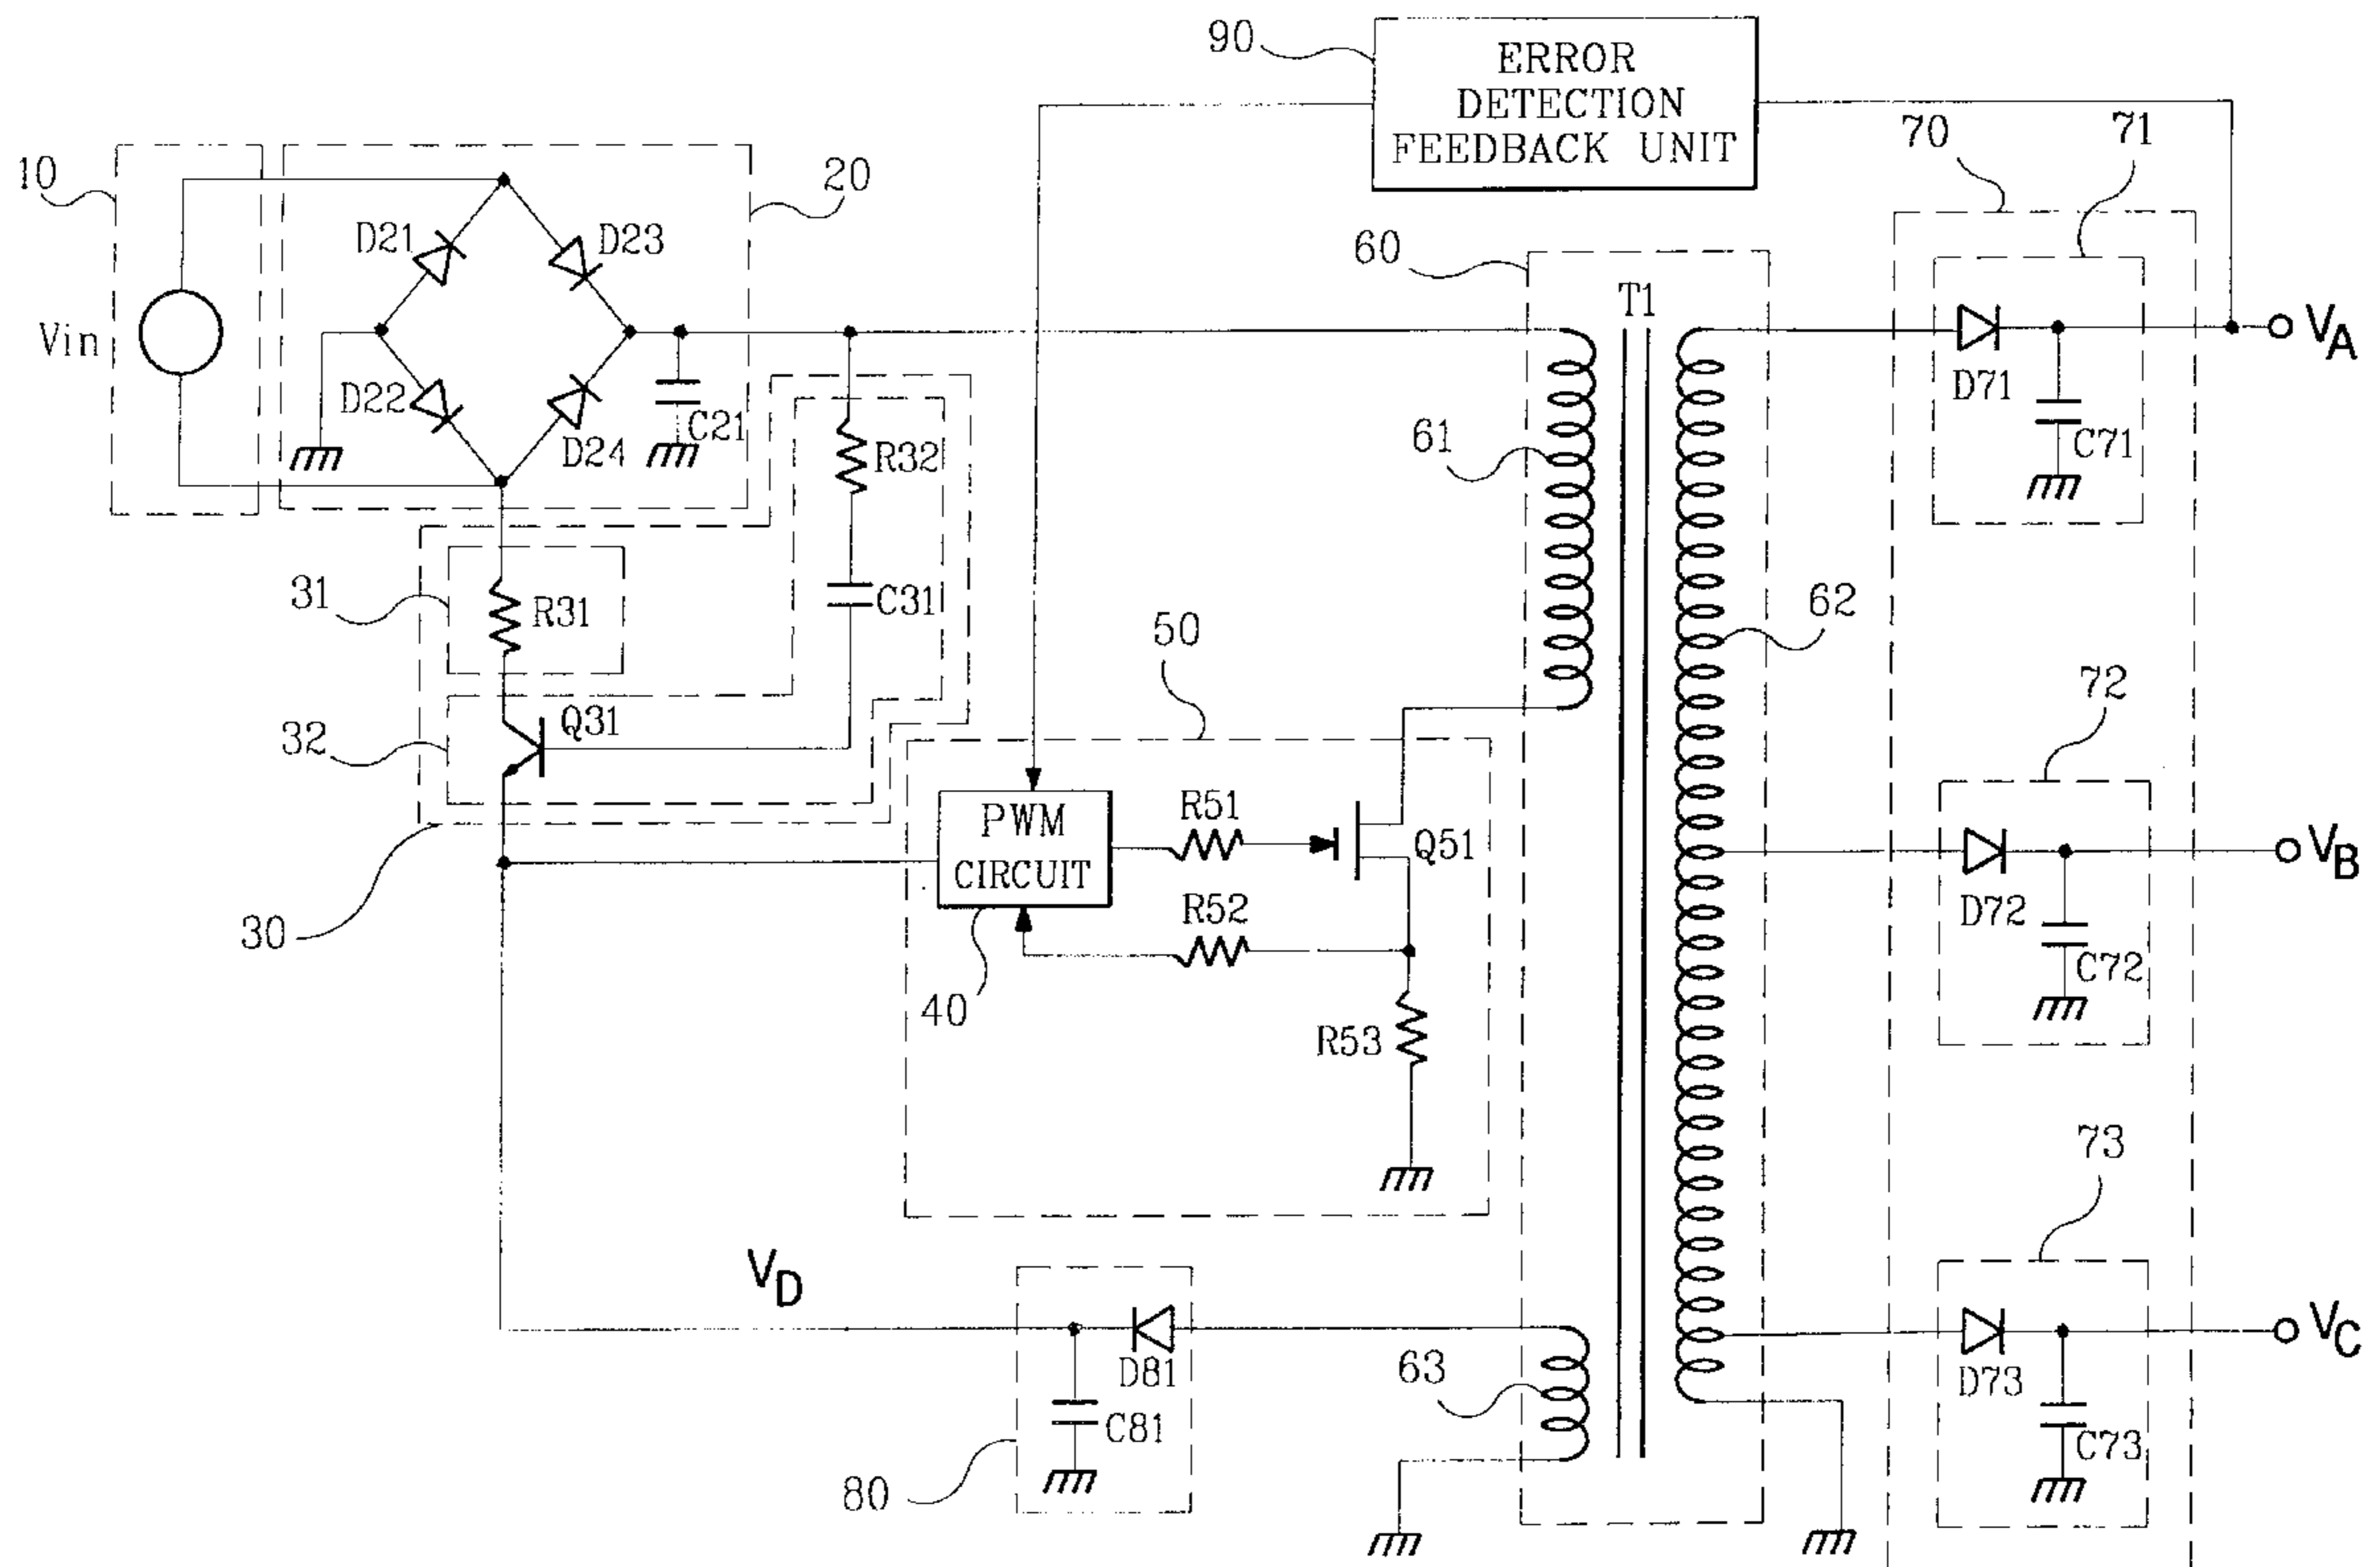 90
ERROR
DETECTION
FEEDBACK UNIT
10
20
70
71
D21
D23
60
T1
Vin
VA
D22
D24
C21
R32
61
D71
C71
31
R31
C31
50
62
Q31
32
72
PWM
CIRCUIT
R51
Q51
VB
R52
D72
30
C72
40
R53
73
VD
VC
D81
63
D73
C81
C73
80